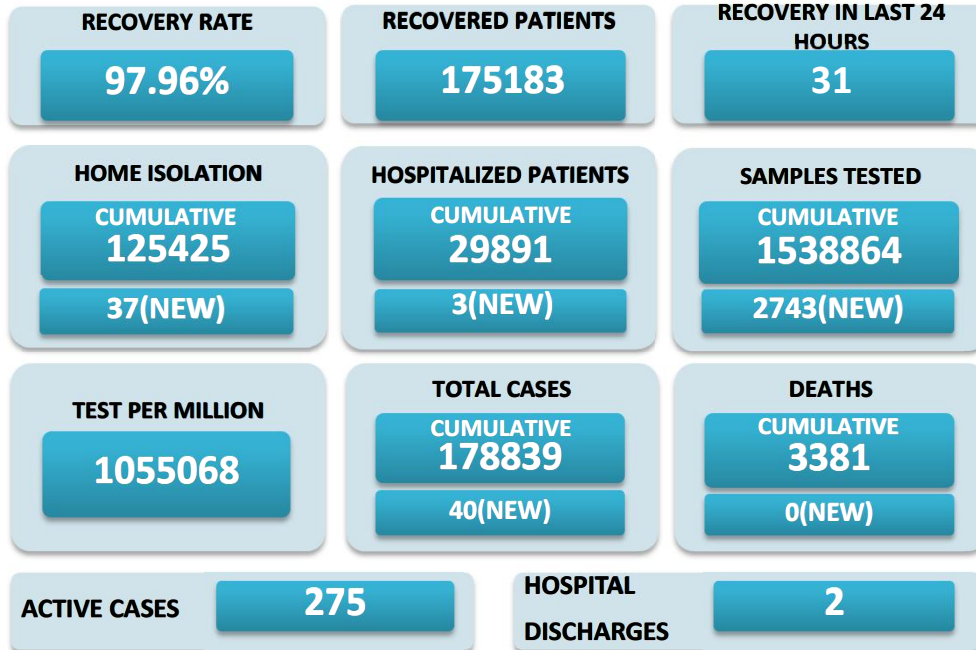 RECOVERY RATE
97.96%
RECOVERED PATIENTS
175183
RECOVERY IN LAST 24
HOURS
31
HOME ISOLATION
CUMULATIVE
125425
37(NEW)
HOSPITALIZED PATIENTS
CUMULATIVE
29891
3(NEW)
SAMPLES TESTED
CUMULATIVE
1538864
2743(NEW)
TEST PER MILLION
1055068
TOTAL CASES
CUMULATIVE
178839
40(NEW)
DEATHS
CUMULATIVE
3381
0(NEW)
ACTIVE CASES
275
HOSPITAL
DISCHARGES
2